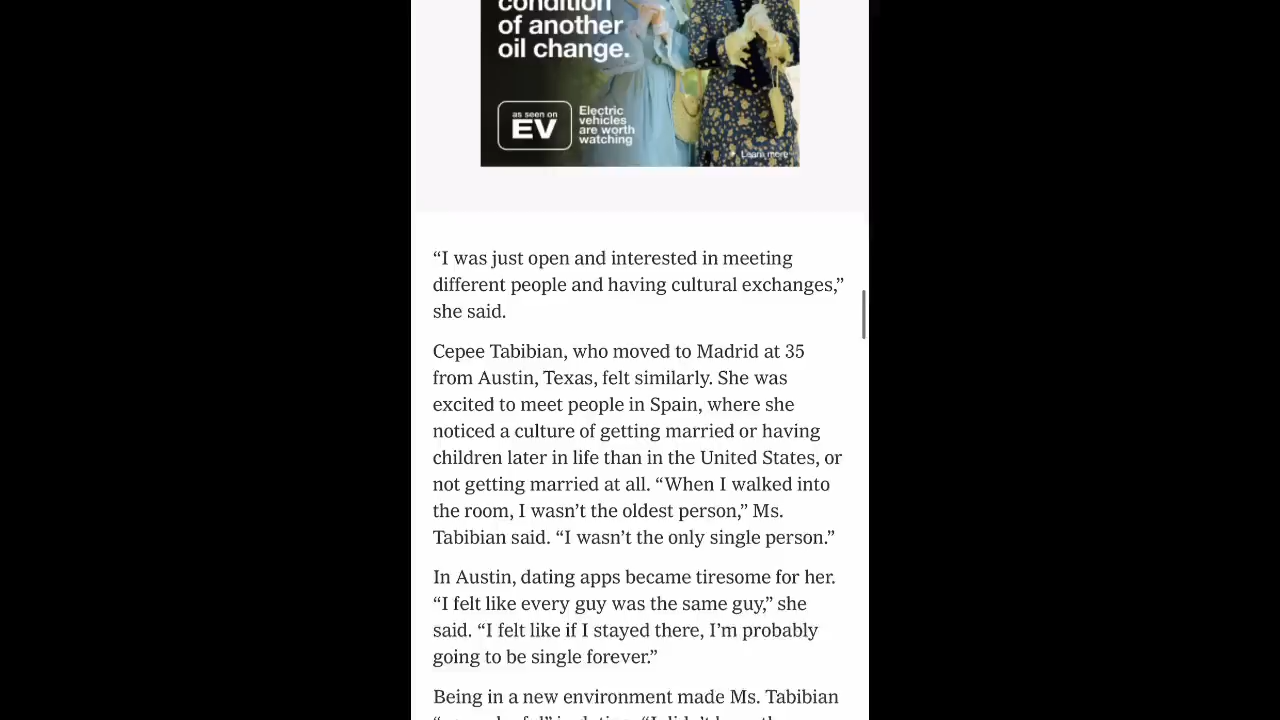 condition
of another
oil change.
as seen on
EV
Electric
vehicles
are worth
watching
Learn more
“I was just open and interested in meeting
different people and having cultural exchanges,”
she said.
Cepee Tabibian, who moved to Madrid at 35
from Austin, Texas, felt similarly. She was
excited to meet people in Spain, where she
noticed a culture of getting married or having
children later in life than in the United States, or
not getting married at all. “When I walked into
the room, I wasn’t the oldest person,” Ms.
Tabibian said. “I wasn’t the only single person.”
In Austin, dating apps became tiresome for her.
“I felt like every guy was the same guy,” she
said. “I felt like if I stayed there, I’m probably
going to be single forever.”
Being in a new environment made Ms. Tabibian